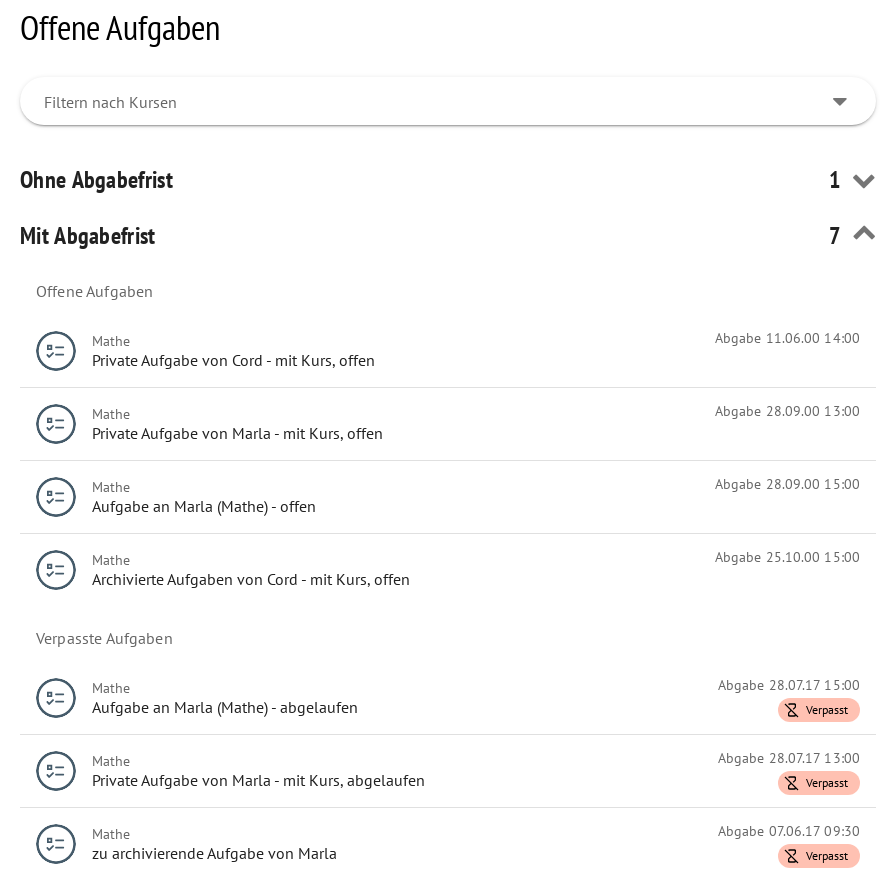 Offene Aufgaben
Filtern nach Kursen
Ohne Abgabefrist 1
Mit Abgabefrist 7
Offene Aufgaben
Mathe Abgabe 11.06.00 14:00
Private Aufgabe von Cord - mit Kurs, offen
Mathe Abgabe 28.09.00 13:00
Private Aufgabe von Marla - mit Kurs, offen
Mathe Abgabe 28.09.00 15:00
Aufgabe an Marla (Mathe) - offen
Mathe Abgabe 25.10.00 15:00
Archivierte Aufgaben von Cord - mit Kurs, offen
Verpasste Aufgaben
Mathe Abgabe 28.07.17 15:00
Aufgabe an Marla (Mathe) - abgelaufen Verpasst
Mathe Abgabe 28.07.17 13:00
Private Aufgabe von Marla - mit Kurs, abgelaufen Verpasst
Mathe Abgabe 07.06.17 09:30
zu archivierende Aufgabe von Marla Verpasst